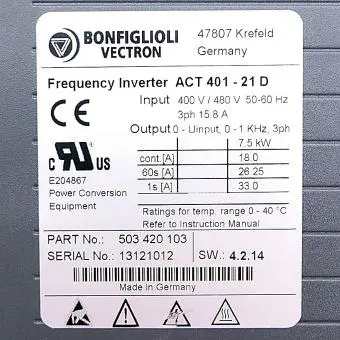 BONFIGLIOLI
VECTRON
47807 Krefeld
Germany
Frequency Inverter ACT 401 - 21 D
Input 400 V / 480 V 50-60 Hz
3ph 15.8 A
Output 0 - Uinput, 0 - 1 KHz, 3ph
7.5 kW
cont.[A] 18.0
60s [A] 26.25
1s [A] 33.0
CE
C RU US
E204867
Power Conversion
Equipment
Ratings for temp. range 0 - 40 °C
Refer to Instruction Manual
PART No.: 503 420 103
SERIAL No.: 13121012 SW.: 4.2.14
Made in Germany